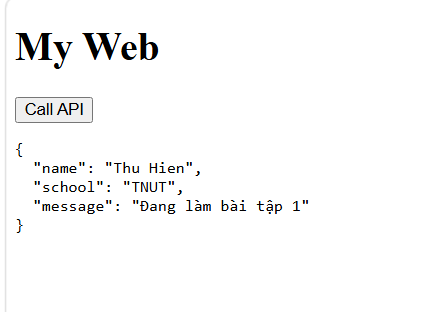 My Web
Call API
{
  "name": "Thu Hien",
  "school": "TNUT",
  "message": "Đang làm bài tập 1"
}